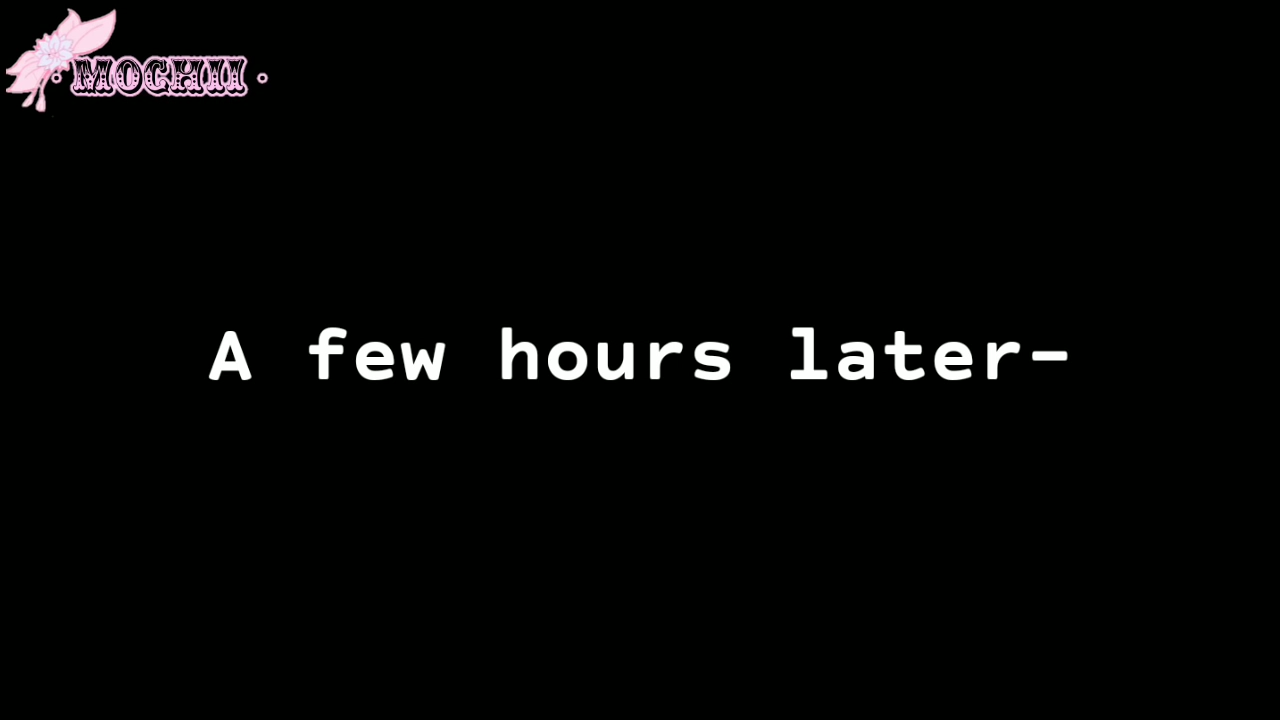 • MOCHII •
A few hours later-